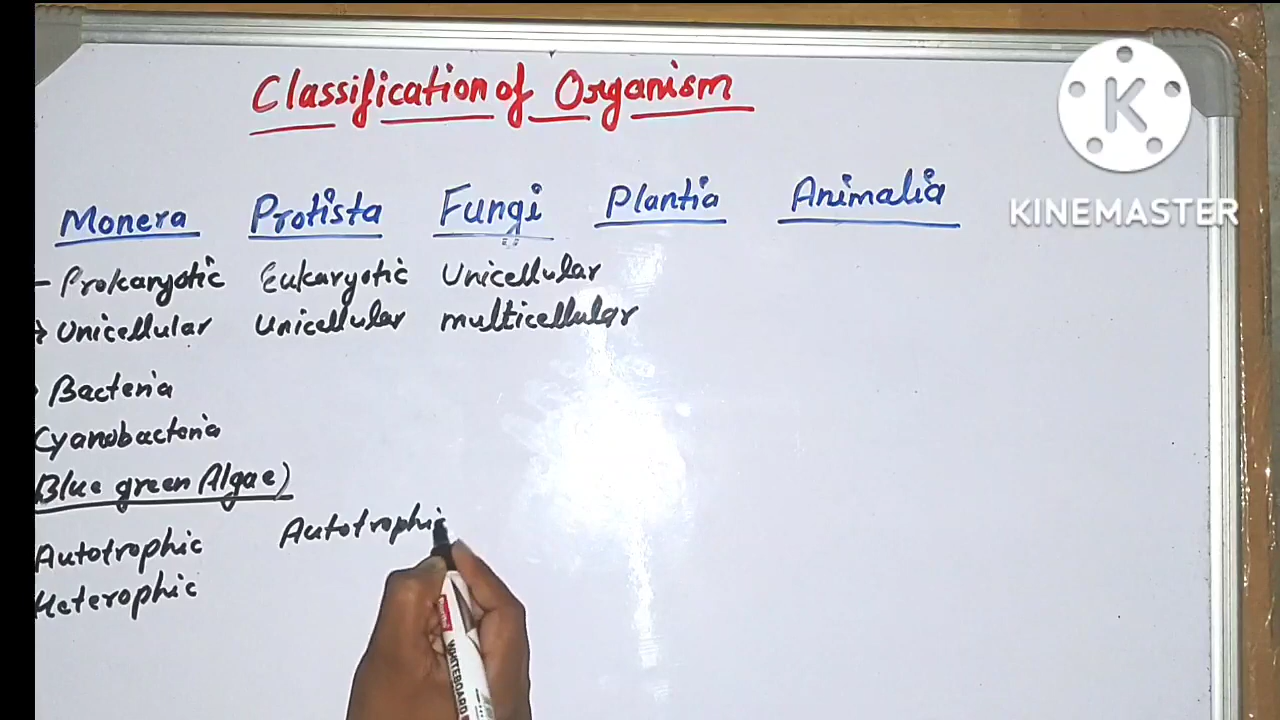 Classification of Organism
K
KINEMASTER
Monera Protista Fungi Plantia Animalia
- Prokaryotic Eukaryotic Unicellular
→ Unicellular Unicellular multicellular
Bacteria
Cyanobacteria
Blue green Algae)
Autotrophic Autotrophic
Heterophic
WHITEBOARD